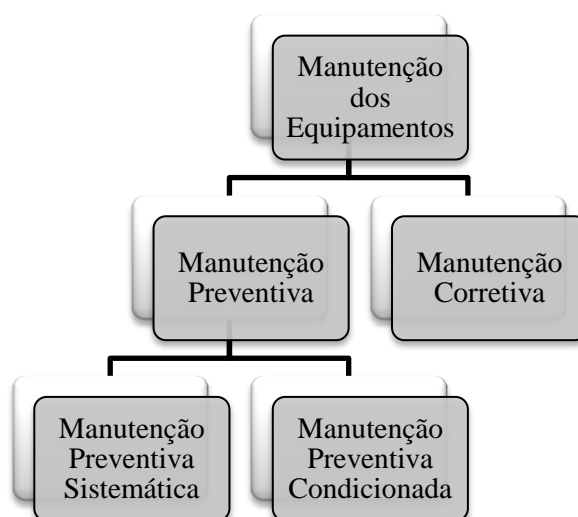 Manutenção
dos
Equipamentos
Manutenção
Preventiva
Manutenção
Corretiva
Manutenção
Preventiva
Sistemática
Manutenção
Preventiva
Condicionada